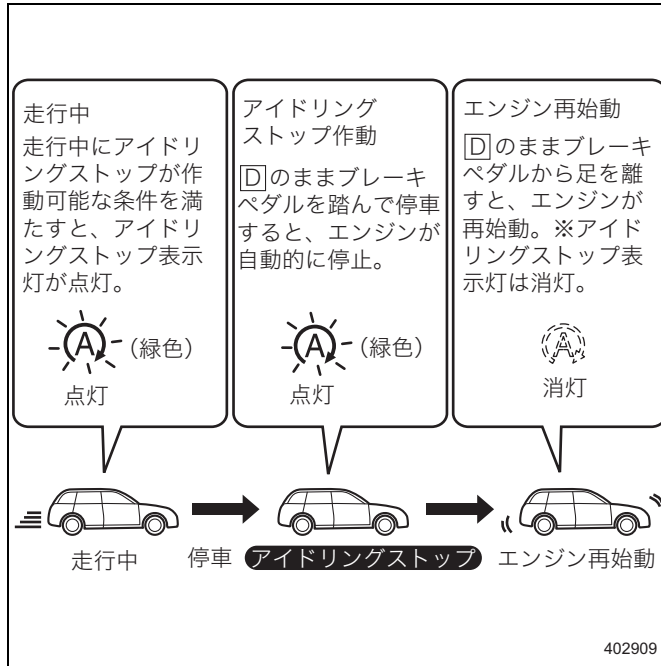 走行中
走行中にアイドリ
ングストップが作
動可能な条件を満
たすと、アイドリ
ングストップ表示
灯が点灯。
A
(緑色)
点灯
アイドリング
ストップ作動
Dのままブレーキ
ペダルを踏んで停車
すると、エンジンが
自動的に停止。
A
(緑色)
点灯
エンジン再始動
Dのままブレーキ
ペダルから足を離
すと、エンジンが
再始動。※アイド
リングストップ表
示灯は消灯。
A
消灯
走行中
停車
アイドリングストップ
エンジン再始動
402909